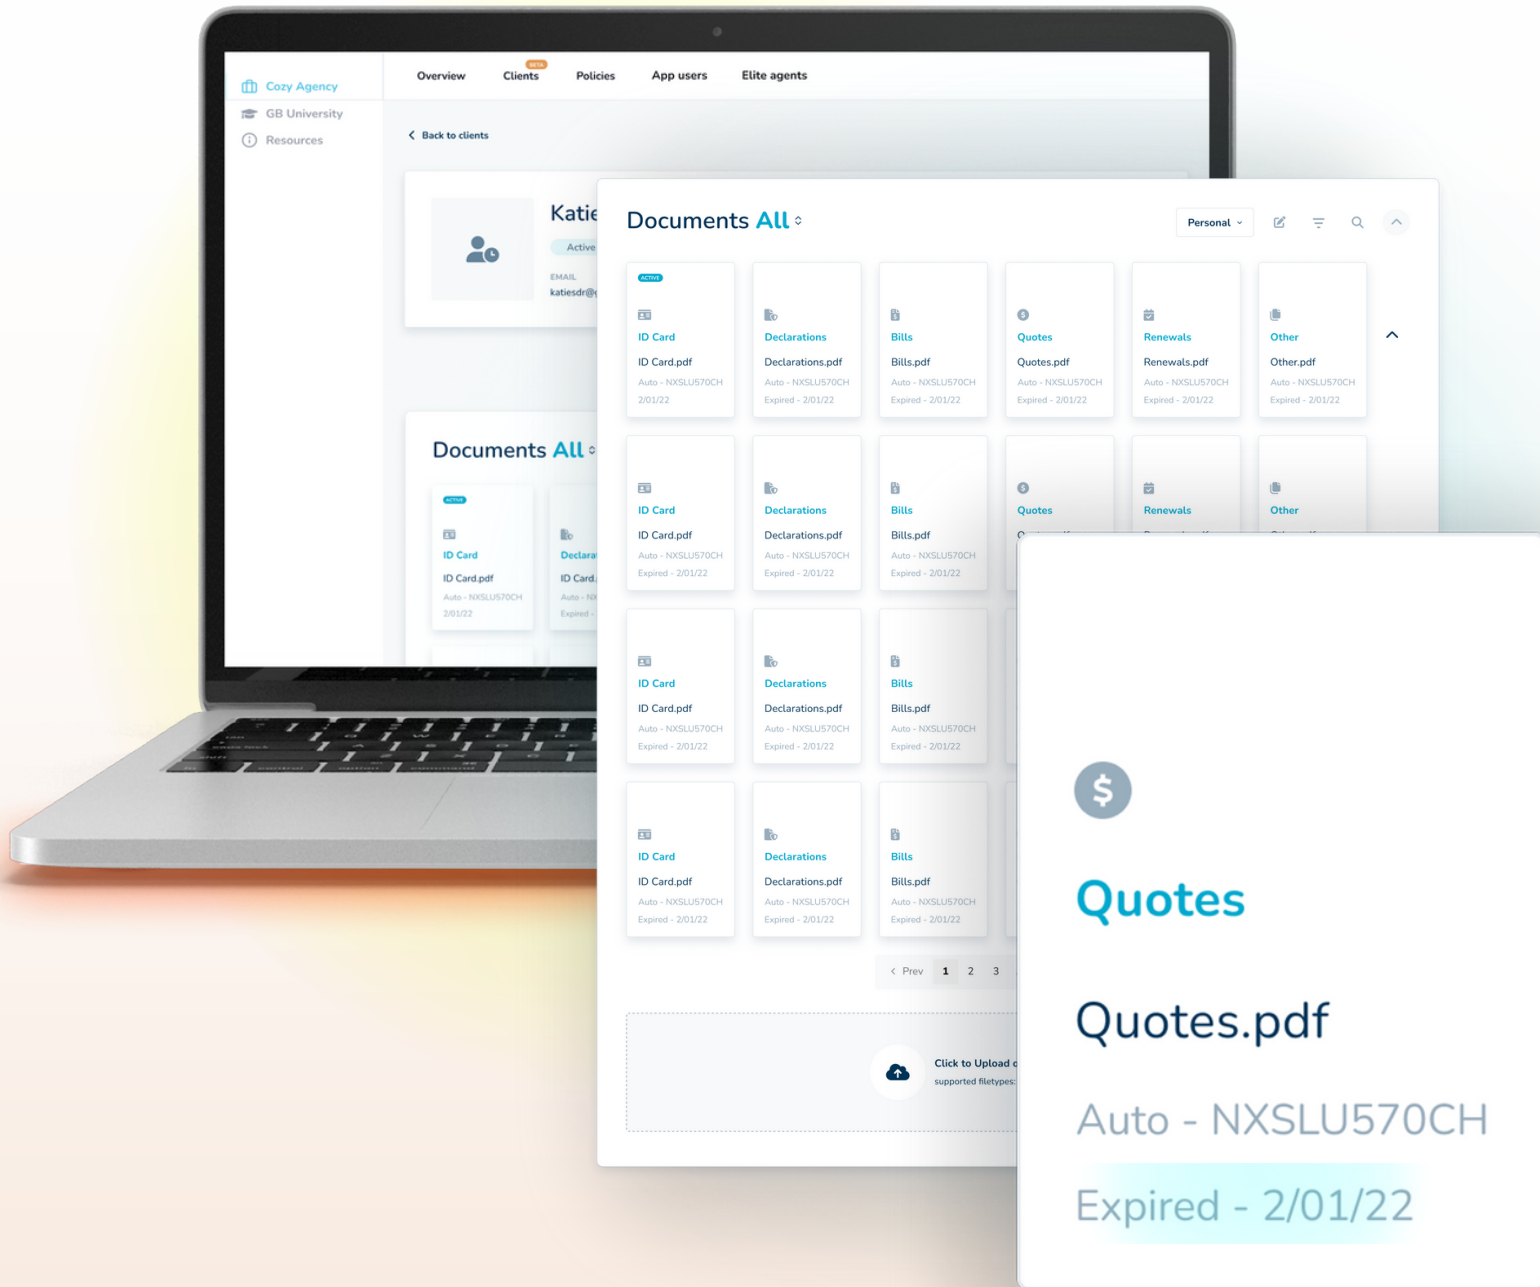 Cozy Agency
GB University
Resources
Overview
Clients
BETA
Policies
App users
Elite agents
Back to clients
Katie
Active
EMAIL
katiesdr@
Documents All
ACTIVE
ID Card
ID Card.pdf
Auto - NXSLU570CH
2/01/22
Declara
ID Card.
Auto - N
Expired -
Documents All
Personal
ACTIVE
ID Card
ID Card.pdf
Auto - NXSLU570CH
2/01/22
Declarations
Declarations.pdf
Auto - NXSLU570CH
Expired - 2/01/22
Bills
Bills.pdf
Auto - NXSLU570CH
Expired - 2/01/22
Quotes
Quotes.pdf
Auto - NXSLU570CH
Expired - 2/01/22
Renewals
Renewals.pdf
Auto - NXSLU570CH
Expired - 2/01/22
Other
Other.pdf
Auto - NXSLU570CH
Expired - 2/01/22
ID Card
ID Card.pdf
Auto - NXSLU570CH
Expired - 2/01/22
Declarations
Declarations.pdf
Auto - NXSLU570CH
Expired - 2/01/22
Bills
Bills.pdf
Auto - NXSLU570CH
Expired - 2/01/22
Quotes
Renewals
Other
ID Card
ID Card.pdf
Auto - NXSLU570CH
Expired - 2/01/22
Declarations
Declarations.pdf
Auto - NXSLU570CH
Expired - 2/01/22
Bills
Bills.pdf
Auto - NXSLU570CH
Expired - 2/01/22
ID Card
ID Card.pdf
Auto - NXSLU570CH
Expired - 2/01/22
Declarations
Declarations.pdf
Auto - NXSLU570CH
Expired - 2/01/22
Bills
Bills.pdf
Auto - NXSLU570CH
Expired - 2/01/22
Prev 1 2 3
Click to Upload
supported filetypes:
Quotes
Quotes.pdf
Auto - NXSLU570CH
Expired - 2/01/22
control
option
command